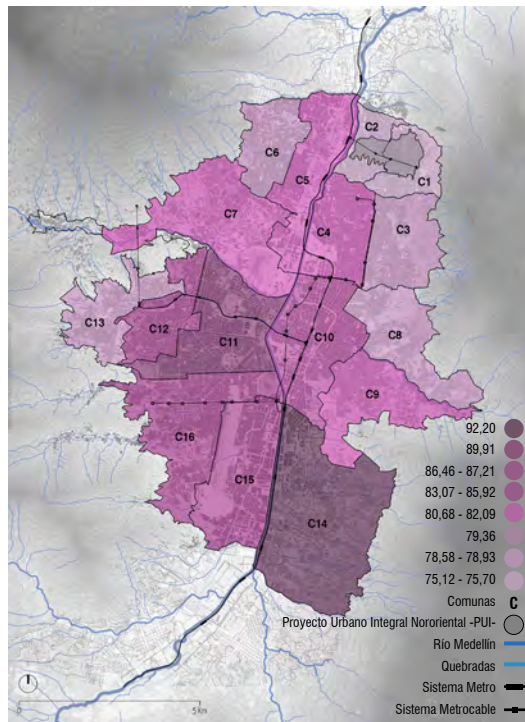 C2
C6
C1
C5
C7
C4
C3
C13
C12
C11
C10
C8
C9
C16
C15
C14
92,20
89,91
86,46 - 87,21
83,07 - 85,92
80,68 - 82,09
79,36
78,58 - 78,93
75,12 - 75,70
Comunas C
Proyecto Urbano Integral Nororiental -PUI-
Río Medellín
Quebradas
Sistema Metro
Sistema Metrocable
0 5km